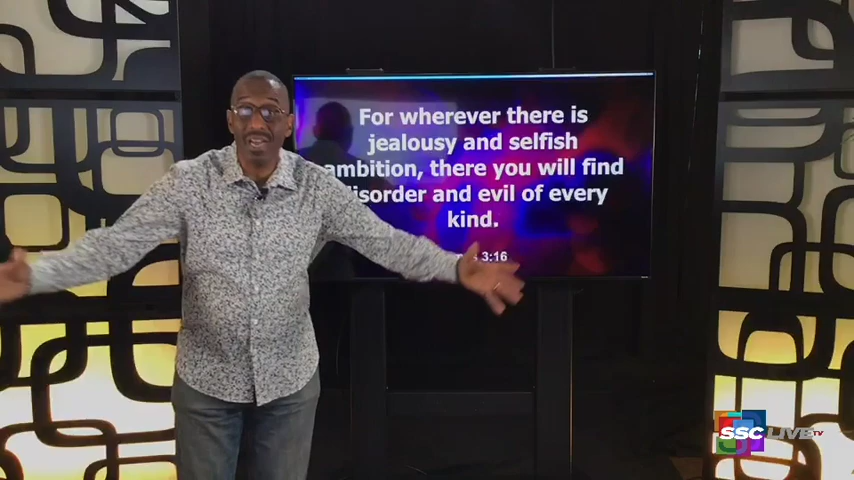 For wherever there is
jealousy and selfish
ambition, there you will find
disorder and evil of every
kind.
3:16
SSC LIVE TV